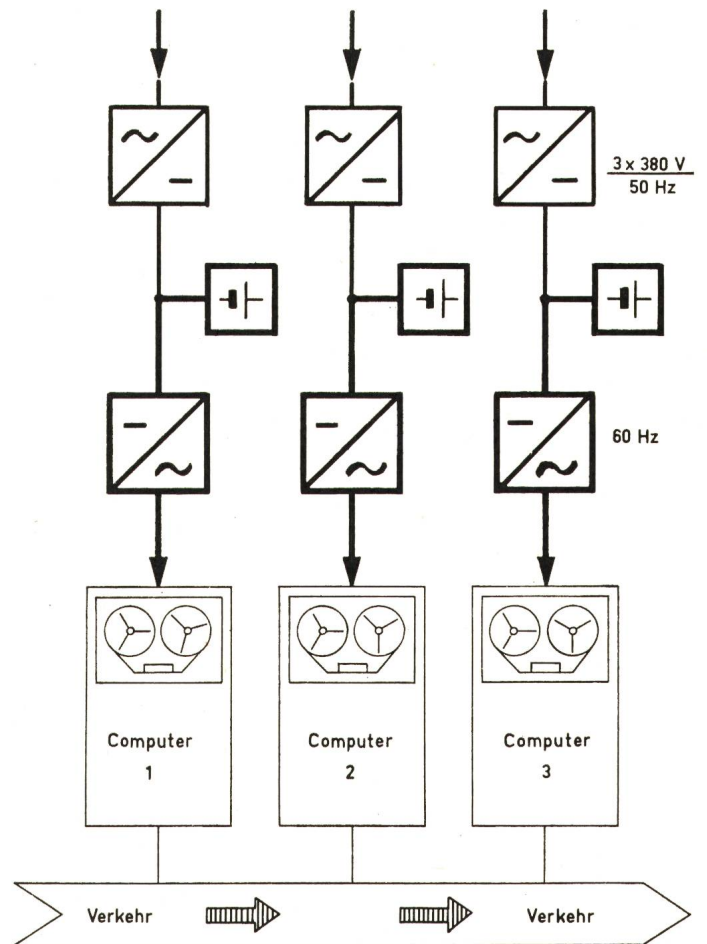 3 x 380 V
50 Hz
60 Hz
Computer
1
Computer
2
Computer
3
Verkehr
Verkehr